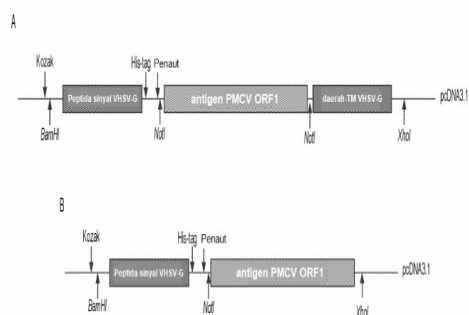 A
Kozak
His-tag
Penaut
Peptida sinyal VHSV-G
antigen PMCV ORF1
daerah-TM VHSV-G
pcDNA3.1
BamHI
NotI
NotI
XhoI
B
Kozak
His-tag
Penaut
Peptida sinyal VHSV-G
antigen PMCV ORF1
pcDNA3.1
BamHI
NotI
XhoI